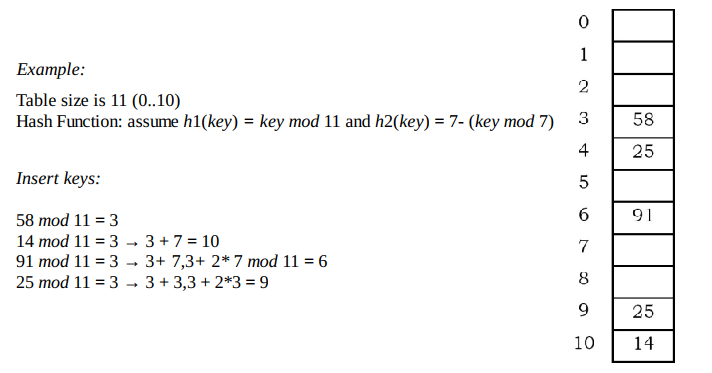 Example:
Table size is 11 (0..10)
Hash Function: assume h1(key) = key mod 11 and h2(key) = 7- (key mod 7)
Insert keys:
58 mod 11 = 3
14 mod 11 = 3 → 3 + 7 = 10
91 mod 11 = 3 → 3+ 7,3+ 2* 7 mod 11 = 6
25 mod 11 = 3 → 3 + 3,3 + 2*3 = 9
0
1
2
3 58
4 25
5
6 91
7
8
9 25
10 14